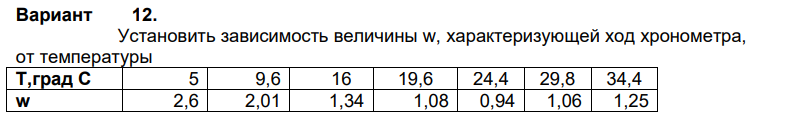 Вариант 12.
Установить зависимость величины w, характеризующей ход хронометра,
от температуры
Т,град С 5 9,6 16 19,6 24,4 29,8 34,4
w 2,6 2,01 1,34 1,08 0,94 1,06 1,25